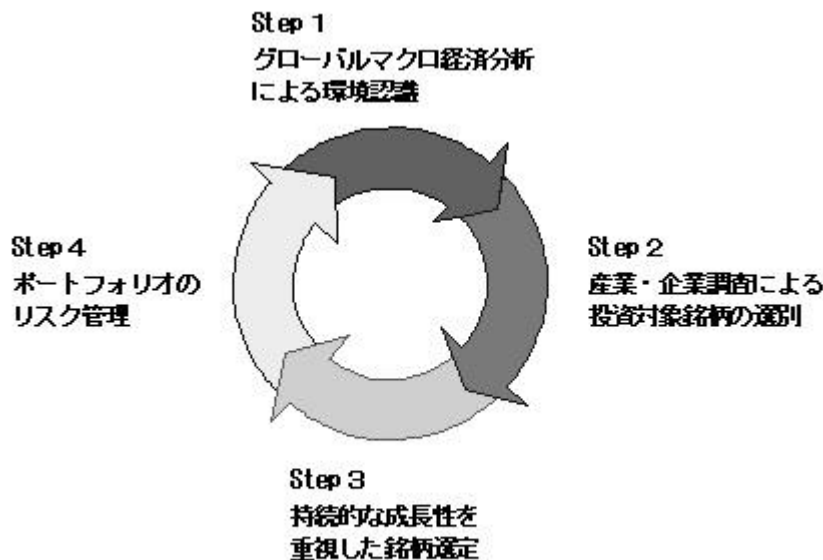 Step 1
グローバルマクロ経済分析
による環境認識
Step 2
産業・企業調査による
投資対象銘柄の選別
Step 3
持続的な成長性を
重視した銘柄選定
Step 4
ポートフォリオの
リスク管理